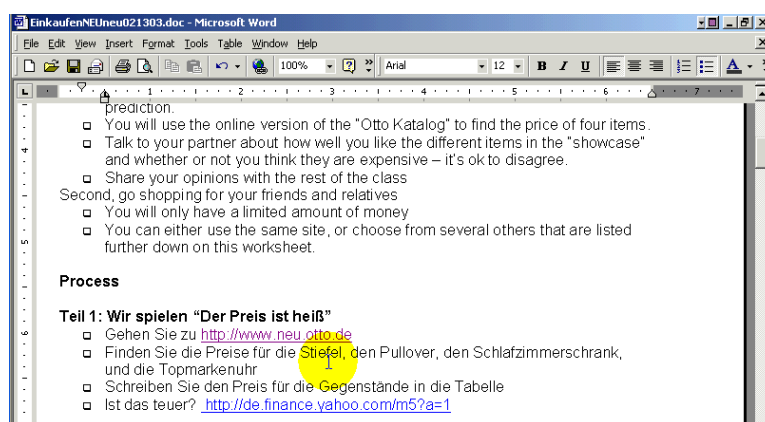 EinkaufenNEUneu021303.doc - Microsoft Word
File Edit View Insert Format Tools Table Window Help
100% Arial 12 B I U A
1 2 3 4 5 6 7
prediction.
You will use the online version of the "Otto Katalog" to find the price of four items.
Talk to your partner about how well you like the different items in the "showcase"
and whether or not you think they are expensive – it's ok to disagree.
Share your opinions with the rest of the class
Second, go shopping for your friends and relatives
You will only have a limited amount of money
You can either use the same site, or choose from several others that are listed
further down on this worksheet.
Process
Teil 1: Wir spielen “Der Preis ist heiß”
Gehen Sie zu http://www.neu.otto.de
Finden Sie die Preise für die Stiefel, den Pullover, den Schlafzimmerschrank,
und die Topmarkenuhr
Schreiben Sie den Preis für die Gegenstände in die Tabelle
Ist das teuer? http://de.finance.yahoo.com/m5?a=1